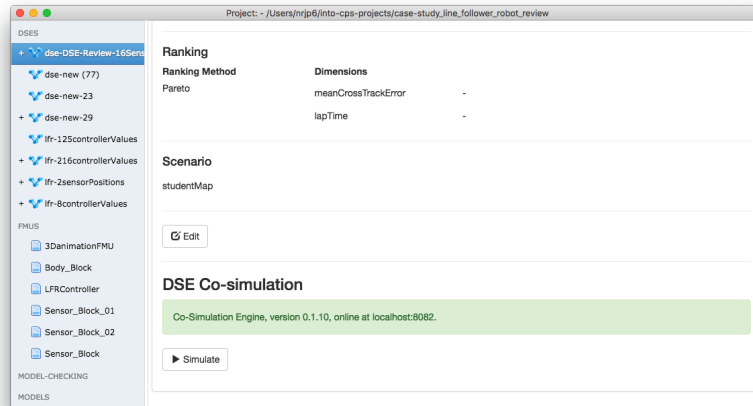 Project: - /Users/nrjp6/into-cps-projects/case-study_line_follower_robot_review
DSES
+ dse-DSE-Review-16Sens
dse-new (77)
dse-new-23
+ dse-new-29
lfr-125controllerValues
+ lfr-216controllerValues
+ lfr-2sensorPositions
+ lfr-8controllerValues
FMUS
3DanimationFMU
Body_Block
LFRController
Sensor_Block_01
Sensor_Block_02
Sensor_Block
MODEL-CHECKING
MODELS
Ranking
Ranking Method Dimensions
Pareto
meanCrossTrackError -
lapTime -
Scenario
studentMap
Edit
DSE Co-simulation
Co-Simulation Engine, version 0.1.10, online at localhost:8082.
Simulate